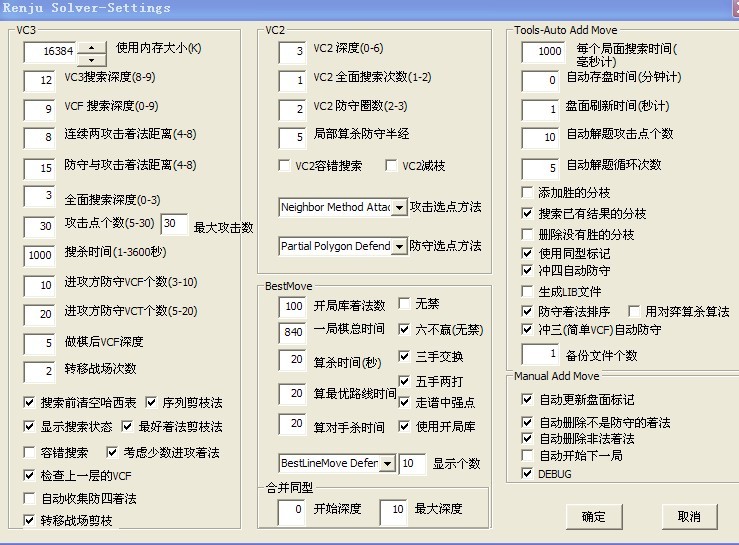 Renju Solver-Settings
VC3
16384 使用内存大小(K)
12 VC3搜索深度(8-9)
9 VCF 搜索深度(0-9)
8 连续两攻击着法距离(4-8)
15 防守与攻击着法距离(4-8)
3 全面搜索深度(0-3)
30 攻击点个数(5-30) 30 最大攻击数
1000 搜杀时间(1-3600秒)
10 进攻方防守VCF个数(3-10)
20 进攻方防守VCT个数(5-20)
5 做棋后VCF深度
2 转移战场次数
搜索前清空哈西表 序列剪枝法
显示搜索状态 最好着法剪枝法
容错搜索 考虑少数进攻着法
检查上一层的VCF
自动收集防四着法
转移战场剪枝
VC2
3 VC2 深度(0-6)
1 VC2 全面搜索次数(1-2)
2 VC2 防守圈数(2-3)
5 局部算杀防守半经
VC2容错搜索 VC2减枝
Neighbor Method Attac 攻击选点方法
Partial Polygon Defend 防守选点方法
BestMove
100 开局库着法数 无禁
840 一局棋总时间 六不赢(无禁)
20 算杀时间(秒) 三手交换
五手两打
20 算最优路线时间 走谱中强点
20 算对手杀时间 使用开局库
BestLineMove Defer 10 显示个数
合并同型
0 开始深度 10 最大深度
Tools-Auto Add Move
1000 每个局面搜索时间(
毫秒计)
0 自动存盘时间(分钟计)
1 盘面刷新时间(秒计)
10 自动解题攻击点个数
5 自动解题循环次数
添加胜的分枝
搜索已有结果的分枝
删除没有胜的分枝
使用同型标记
冲四自动防守
生成LIB文件
防守着法排序 用对弈算杀算法
冲三(简单VCF)自动防守
1 备份文件个数
Manual Add Move
自动更新盘面标记
自动删除不是防守的着法
自动删除非法着法
自动开始下一局
DEBUG
确定 取消